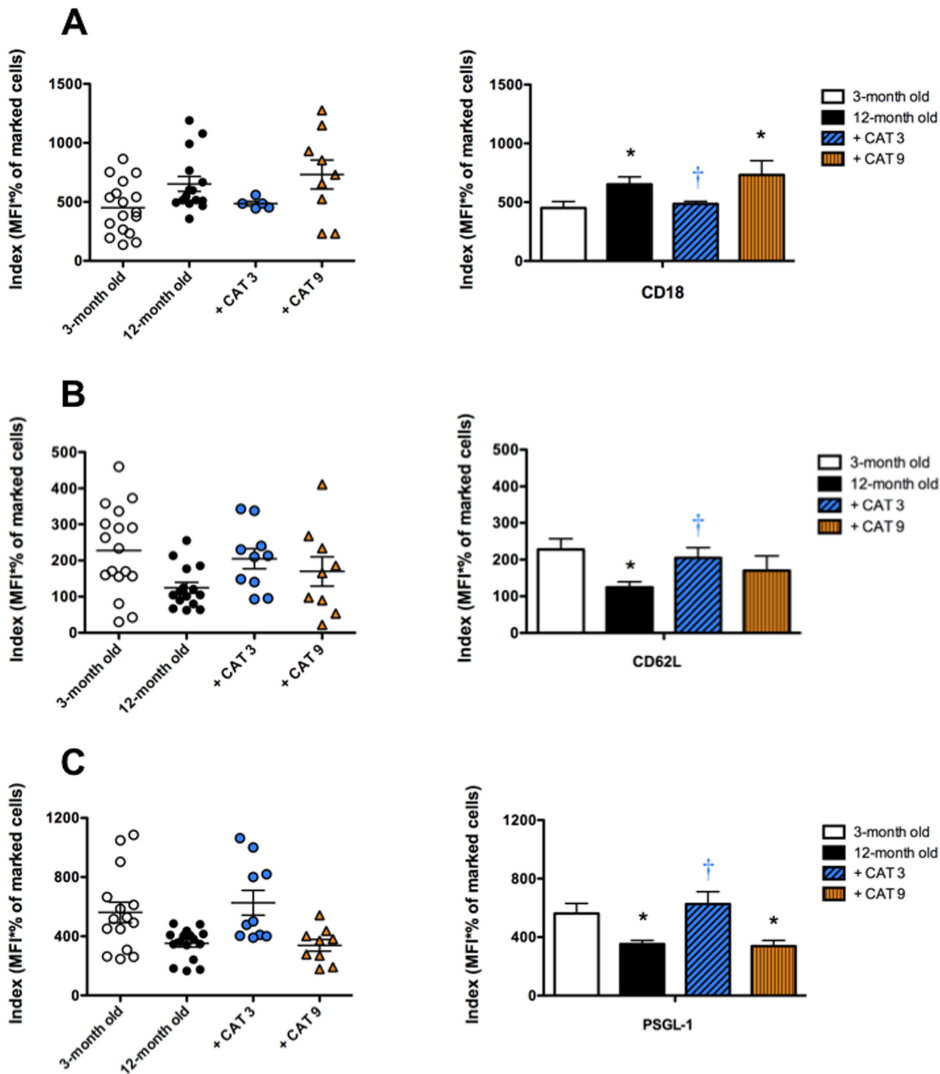 A
Index (MFI*% of marked cells)
1500
1000
500
0
3-month old
12-month old
+ CAT 3
+ CAT 9
Index (MFI*% of marked cells)
1500
1000
500
0
*
†
*
CD18
3-month old
12-month old
+ CAT 3
+ CAT 9
B
Index (MFI*% of marked cells)
500
400
300
200
100
0
3-month old
12-month old
+ CAT 3
+ CAT 9
Index (MFI*% of marked cells)
500
400
300
200
100
0
*
†
CD62L
3-month old
12-month old
+ CAT 3
+ CAT 9
C
Index (MFI*% of marked cells)
1200
800
400
0
3-month old
12-month old
+ CAT 3
+ CAT 9
Index (MFI*% of marked cells)
1200
800
400
0
*
†
*
PSGL-1
3-month old
12-month old
+ CAT 3
+ CAT 9